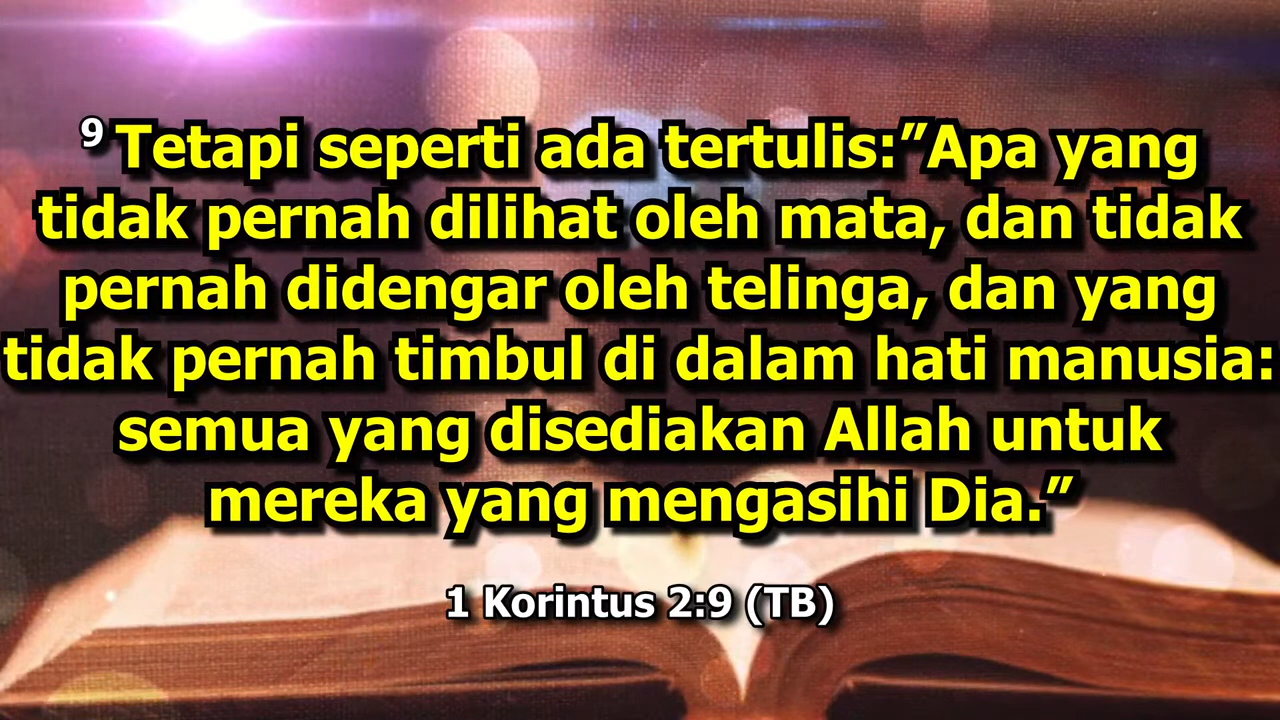 9 Tetapi seperti ada tertulis:”Apa yang
tidak pernah dilihat oleh mata, dan tidak
pernah didengar oleh telinga, dan yang
tidak pernah timbul di dalam hati manusia:
semua yang disediakan Allah untuk
mereka yang mengasihi Dia.”
1 Korintus 2:9 (TB)